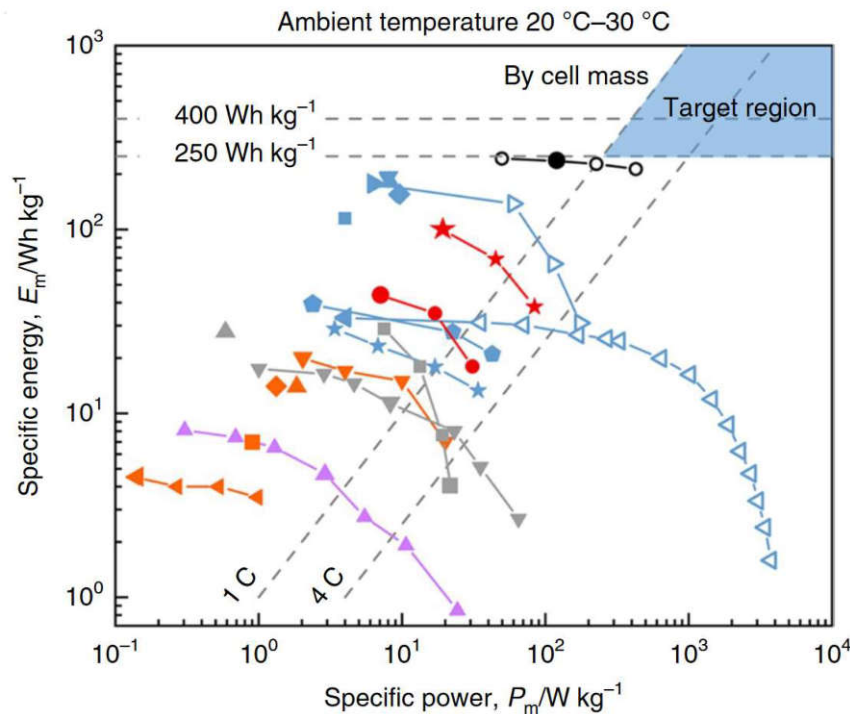 Ambient temperature 20 °C–30 °C
10³
By cell mass
Target region
400 Wh kg⁻¹
250 Wh kg⁻¹
10²
Specific energy, Eₘ/Wh kg⁻¹
10¹
10⁰
1 C
4 C
10⁻¹
10⁰
10¹
10²
10³
10⁴
Specific power, Pₘ/W kg⁻¹